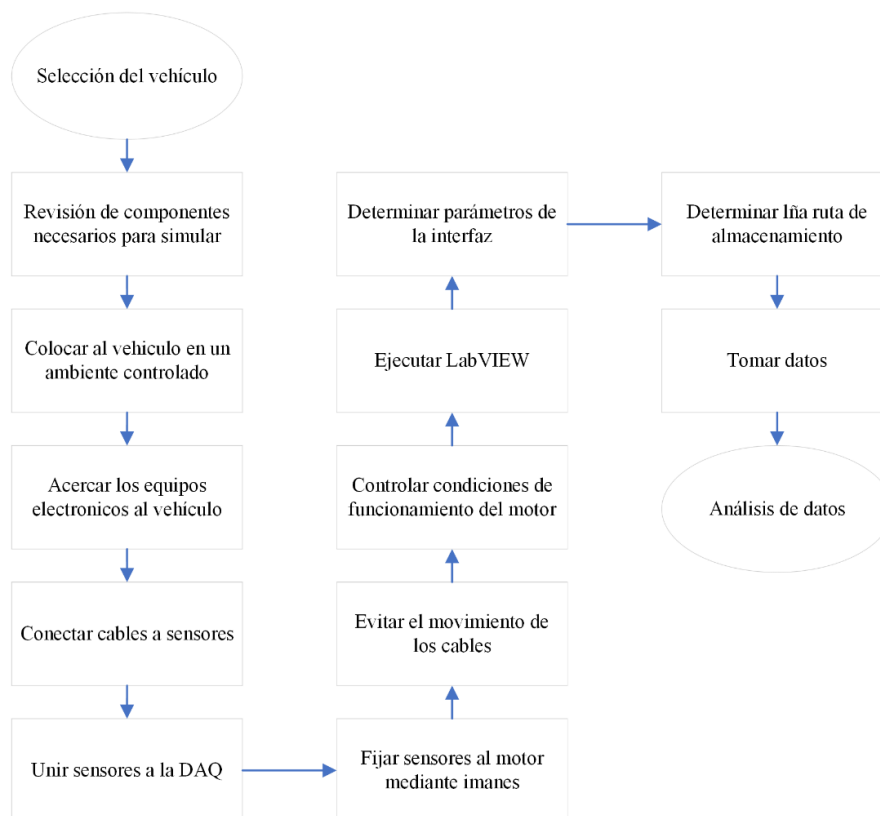 Selección del vehículo
Revisión de componentes
necesarios para simular
Colocar al vehiculo en un
ambiente controlado
Acercar los equipos
electronicos al vehículo
Conectar cables a sensores
Unir sensores a la DAQ
Fijar sensores al motor
mediante imanes
Evitar el movimiento de
los cables
Controlar condiciones de
funcionamiento del motor
Ejecutar LabVIEW
Determinar parámetros de
la interfaz
Determinar lña ruta de
almacenamiento
Tomar datos
Análisis de datos